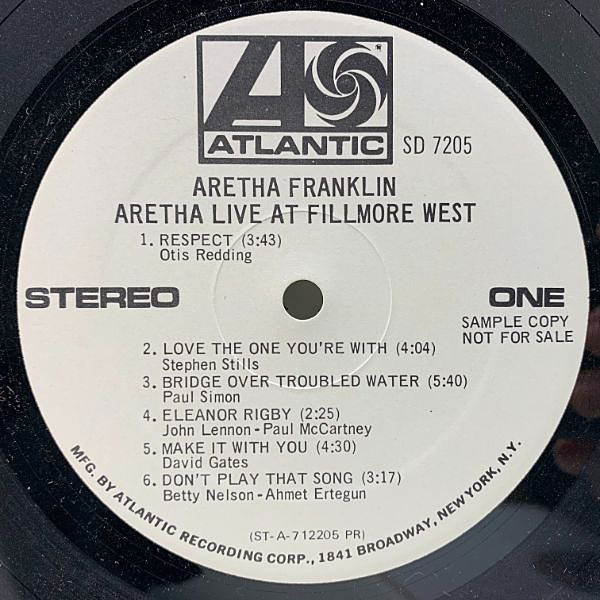 ATLANTIC
SD 7205
ARETHA FRANKLIN
ARETHA LIVE AT FILLMORE WEST
1. RESPECT (3:43)
Otis Redding
STEREO
ONE
SAMPLE COPY
NOT FOR SALE
2. LOVE THE ONE YOU'RE WITH (4:04)
Stephen Stills
3. BRIDGE OVER TROUBLED WATER (5:40)
Paul Simon
4. ELEANOR RIGBY (2:25)
John Lennon-Paul McCartney
5. MAKE IT WITH YOU (4:30)
David Gates
6. DON'T PLAY THAT SONG (3:17)
Betty Nelson-Ahmet Ertegun
(ST-A-712205 PR)
MFG. BY ATLANTIC RECORDING CORP., 1841 BROADWAY, NEW YORK, N.Y.